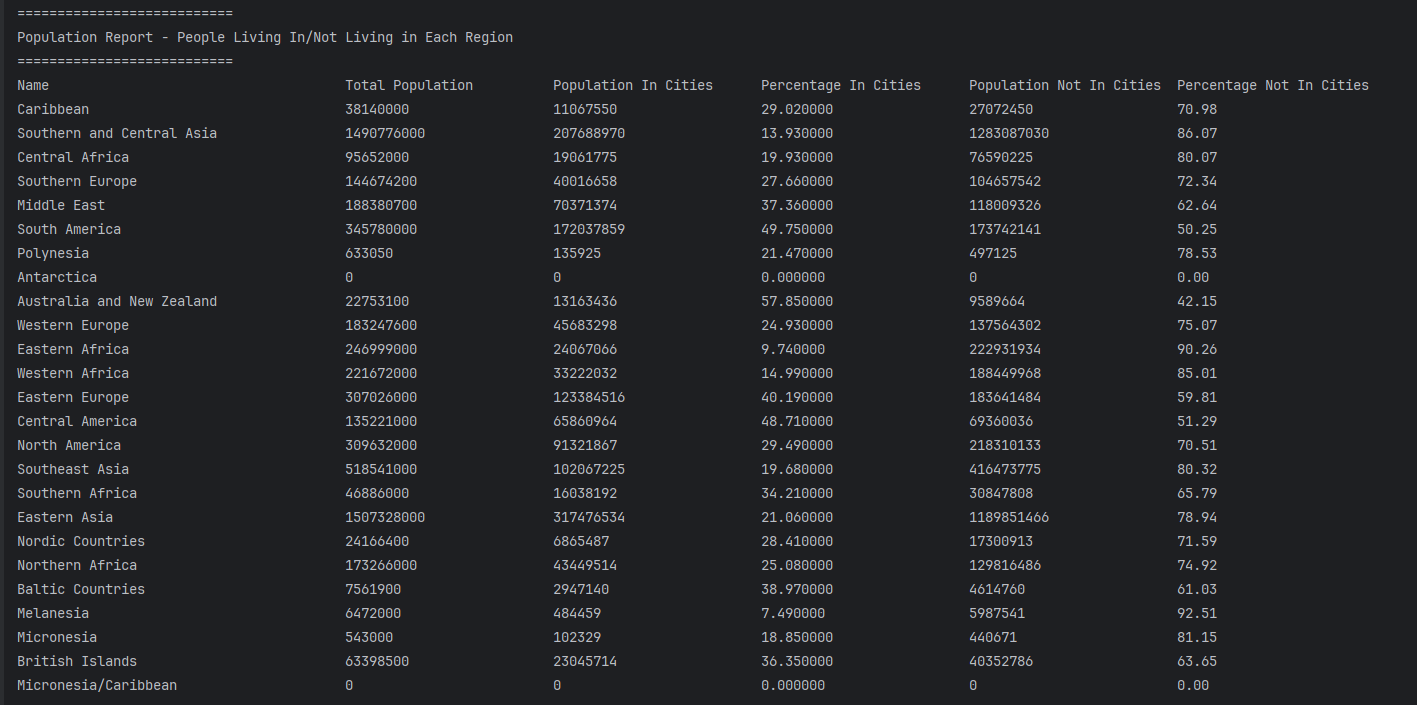 ===========================
Population Report - People Living In/Not Living in Each Region
===========================
Name Total Population Population In Cities Percentage In Cities Population Not In Cities Percentage Not In Cities
Caribbean 38140000 11067550 29.020000 27072450 70.98
Southern and Central Asia 1490776000 207688970 13.930000 1283087030 86.07
Central Africa 95652000 19061775 19.930000 76590225 80.07
Southern Europe 144674200 40016658 27.660000 104657542 72.34
Middle East 188380700 70371374 37.360000 118009326 62.64
South America 345780000 172037859 49.750000 173742141 50.25
Polynesia 633050 135925 21.470000 497125 78.53
Antarctica 0 0 0.000000 0 0.00
Australia and New Zealand 22753100 13163436 57.850000 9589664 42.15
Western Europe 183247600 45683298 24.930000 137564302 75.07
Eastern Africa 246999000 24067066 9.740000 222931934 90.26
Western Africa 221672000 33222032 14.990000 188449968 85.01
Eastern Europe 307026000 123384516 40.190000 183641484 59.81
Central America 135221000 65860964 48.710000 69360036 51.29
North America 309632000 91321867 29.490000 218310133 70.51
Southeast Asia 518541000 102067225 19.680000 416473775 80.32
Southern Africa 46886000 16038192 34.210000 30847808 65.79
Eastern Asia 1507328000 317476534 21.060000 1189851466 78.94
Nordic Countries 24166400 6865487 28.410000 17300913 71.59
Northern Africa 173266000 43449514 25.080000 129816486 74.92
Baltic Countries 7561900 2947140 38.970000 4614760 61.03
Melanesia 6472000 484459 7.490000 5987541 92.51
Micronesia 543000 102329 18.850000 440671 81.15
British Islands 63398500 23045714 36.350000 40352786 63.65
Micronesia/Caribbean 0 0 0.000000 0 0.00